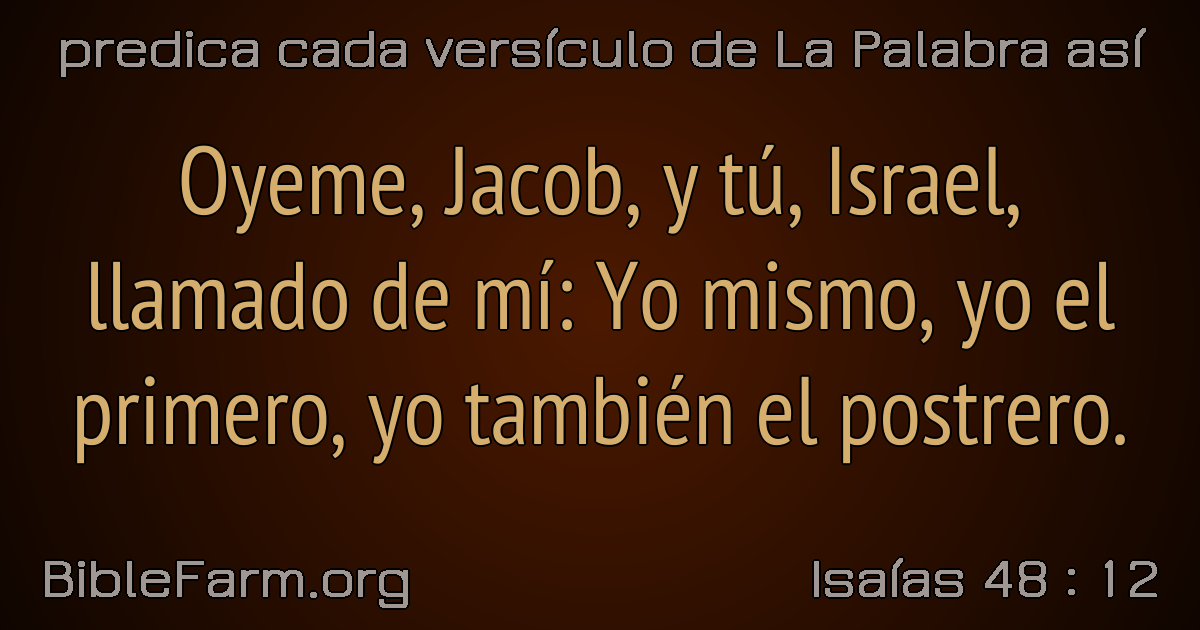 predica cada versículo de La Palabra así
Oyeme, Jacob, y tú, Israel,
llamado de mí: Yo mismo, yo el
primero, yo también el postrero.
BibleFarm.org
Isaías 48 : 12